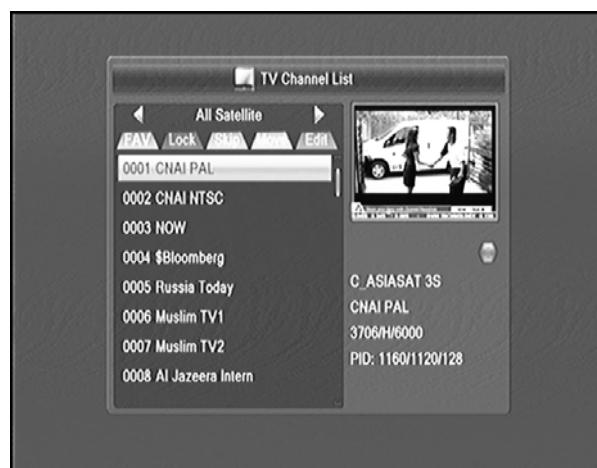 TV Channel List
All Satellite
FAV Lock Skip Move Edit
0001 CNAI PAL
0002 CNAI NTSC
0003 NOW
0004 $Bloomberg
0005 Russia Today
0006 Muslim TV1
0007 Muslim TV2
0008 Al Jazeera Intern
C_ASIASAT 3S
CNAI PAL
3706/H/6000
PID: 1160/1120/128